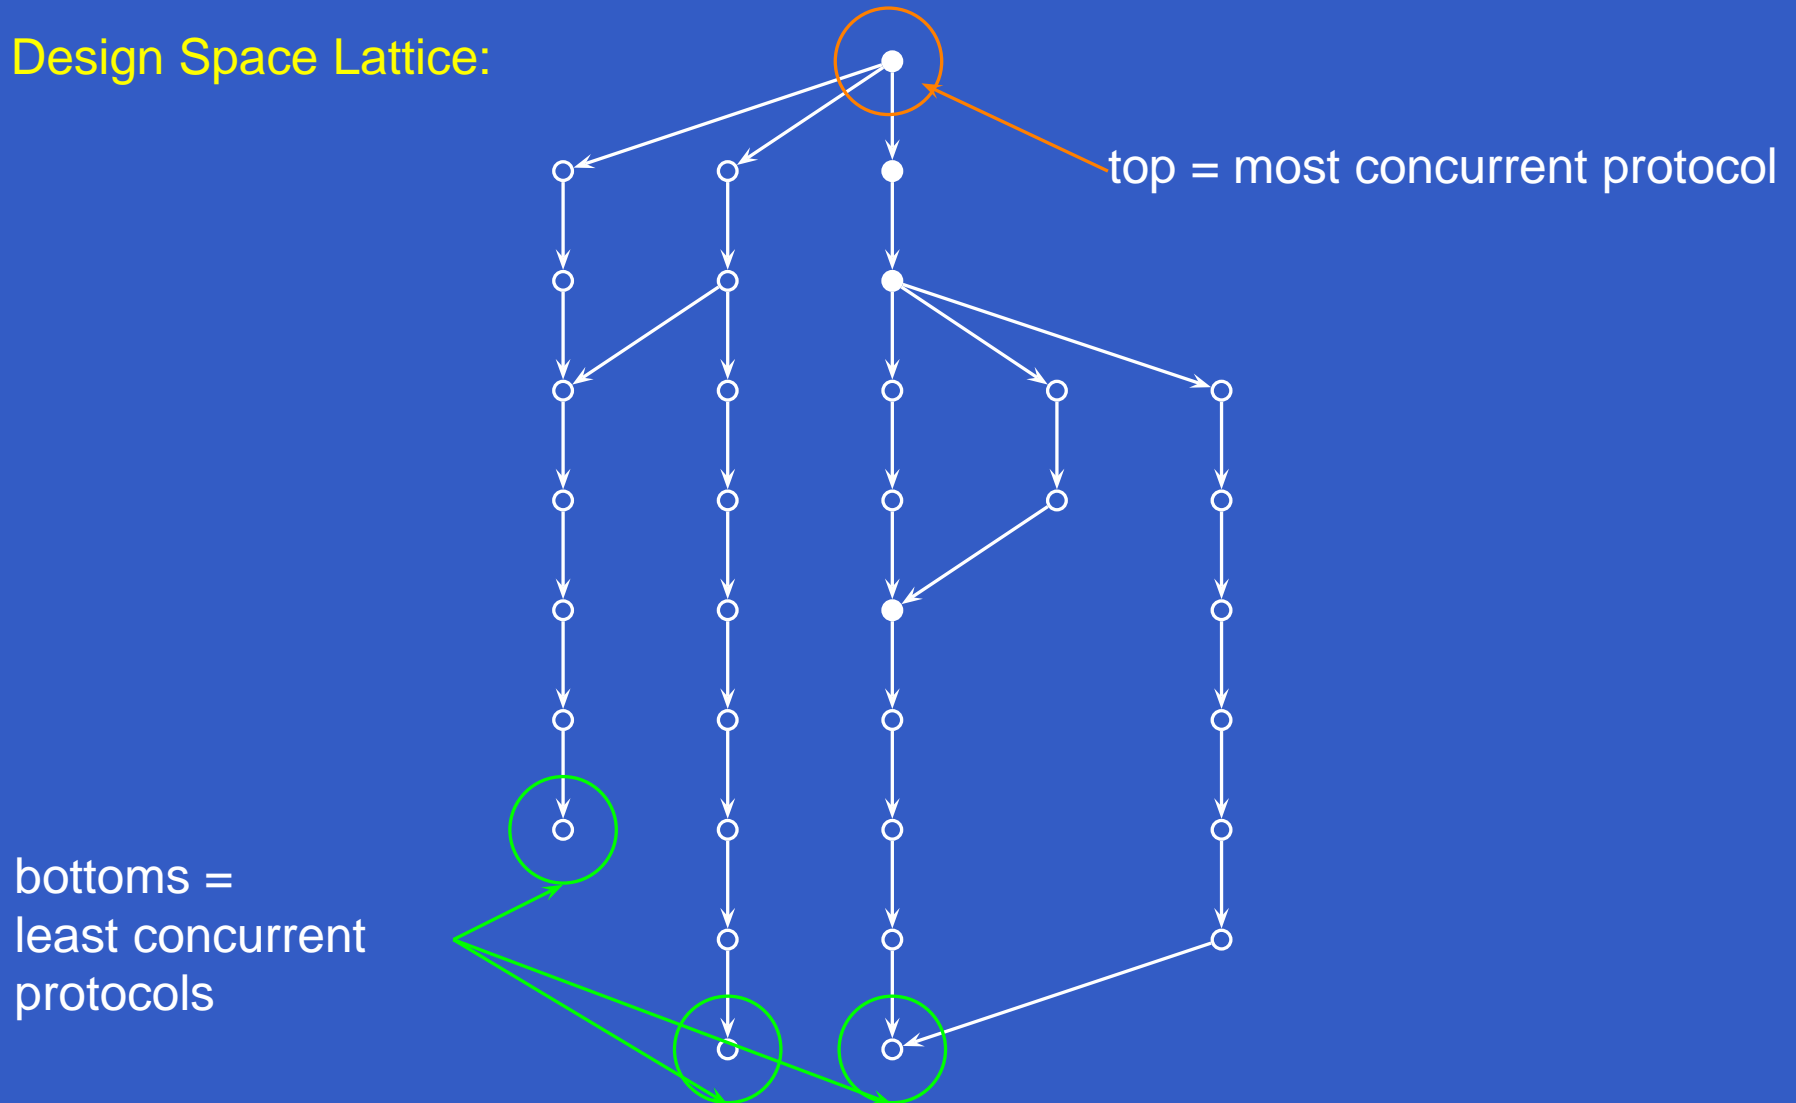 Design Space Lattice:
top = most concurrent protocol
bottoms =
least concurrent
protocols